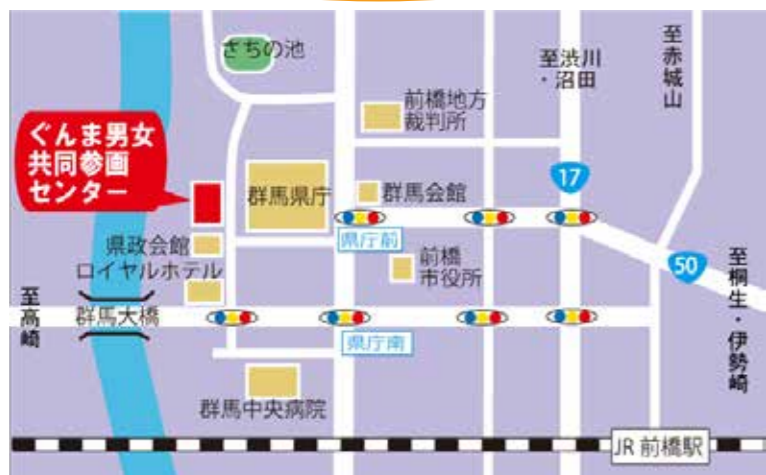 さちの池
至渋川
・沼田
至赤城山
前橋地方
裁判所
ぐんま男女
共同参画
センター
17
群馬県庁
群馬会館
県庁前
県政会館
前橋
市役所
50
至桐生・伊勢崎
ロイヤルホテル
至高崎
群馬大橋
県庁南
群馬中央病院
JR 前橋駅